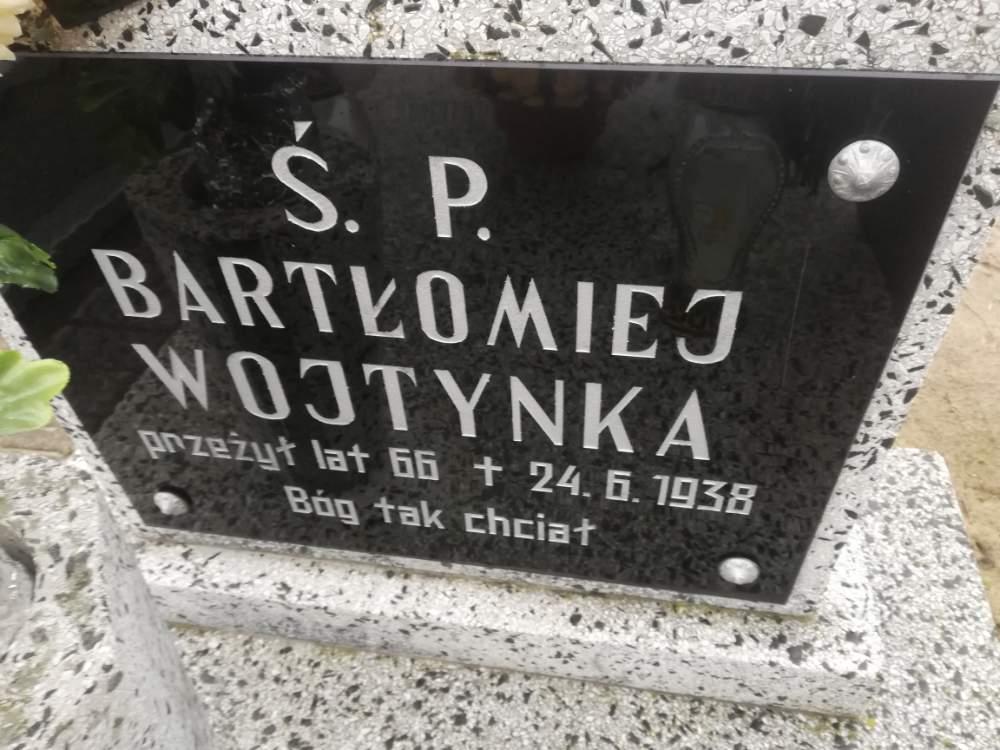 Ś. P.
BARTŁOMIEJ
WOJTYNKA
przeżył lat 66 ✝ 24. 6. 1938
Bóg tak chciał